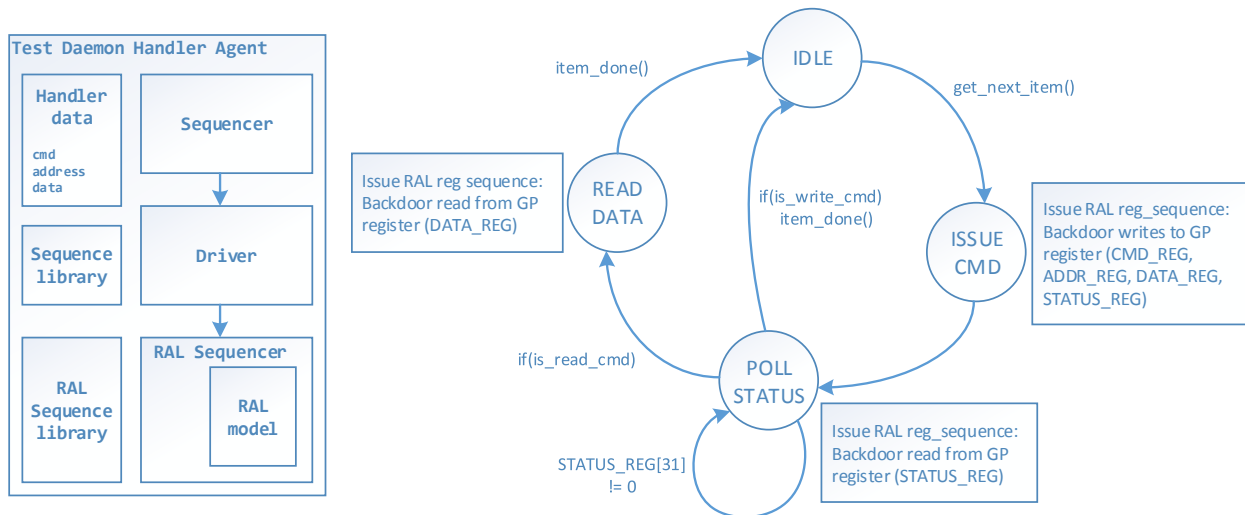 Test Daemon Handler Agent
Handler
data
cmd
address
data
Sequencer
Sequence
library
Driver
RAL
Sequence
library
RAL Sequencer
RAL
model
IDLE
item_done()
get_next_item()
Issue RAL reg sequence:
Backdoor read from GP
register (DATA_REG)
READ
DATA
if(is_write_cmd)
item_done()
ISSUE
CMD
Issue RAL reg_sequence:
Backdoor writes to GP
register (CMD_REG,
ADDR_REG, DATA_REG,
STATUS_REG)
if(is_read_cmd)
POLL
STATUS
Issue RAL reg_sequence:
Backdoor read from GP
register (STATUS_REG)
STATUS_REG[31]
!= 0